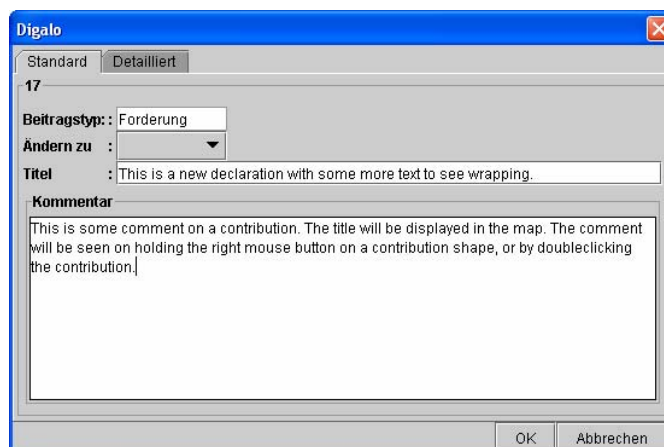 Digalo
Standard Detailliert
17
Beitragstyp: : Forderung
Ändern zu :
Titel : This is a new declaration with some more text to see wrapping.
Kommentar
This is some comment on a contribution. The title will be displayed in the map. The comment
will be seen on holding the right mouse button on a contribution shape, or by doubleclicking
the contribution.
OK Abbrechen